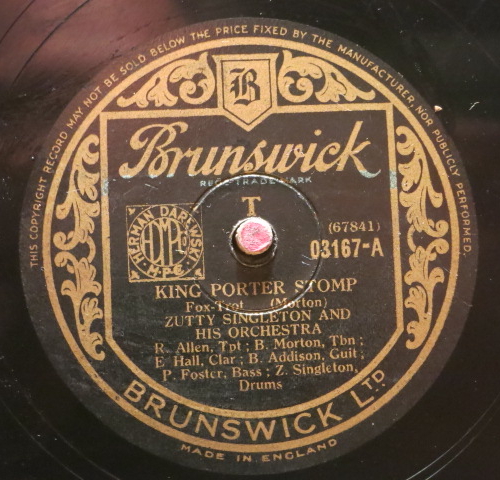 THIS COPYRIGHT RECORD MAY NOT BE SOLD BELOW THE PRICE FIXED BY THE MANUFACTURER, NOR PUBLICLY PERFORMED.
B
Brunswick
REGD TRADE MARK
T
HERMAN DAREWSKI
M.P.C.
(67841)
03167-A
KING PORTER STOMP
Fox-Trot (Morton)
ZUTTY SINGLETON AND
HIS ORCHESTRA
R. Allen, Tpt ; B. Morton, Tbn ;
E Hall, Clar ; B. Addison, Guit ;
P. Foster, Bass ; Z. Singleton,
Drums
BRUNSWICK LTD
MADE IN ENGLAND